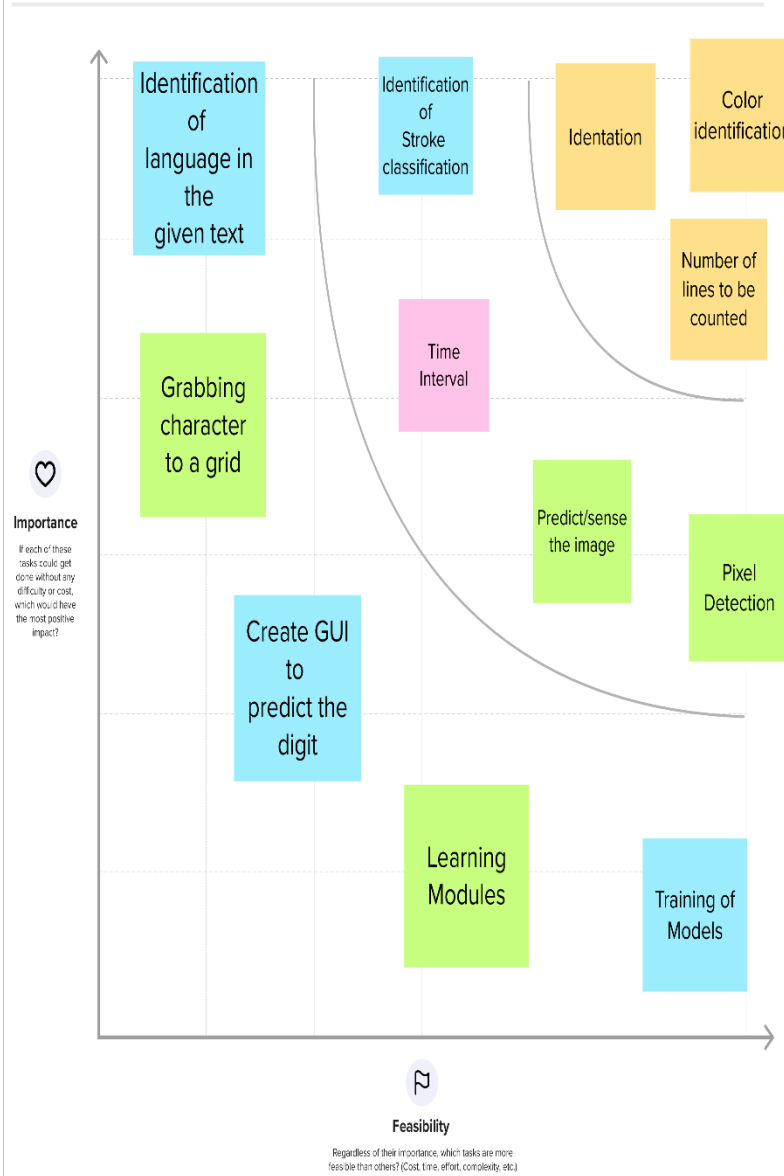 Identification
of
language in
the
given text
Identification
of
Stroke
classification
Identation
Color
identification
Number of
lines to be
counted
Time
Interval
Grabbing
character
to a grid
Predict/sense
the image
Pixel
Detection
Importance
If each of these
tasks could get
done without any
difficulty or cost,
which would have
the most positive
impact?
Create GUI
to
predict the
digit
Learning
Modules
Training of
Models
Feasibility
Regardless of their importance, which tasks are more
feasible than others? (Cost, time, effort, complexity, etc.)